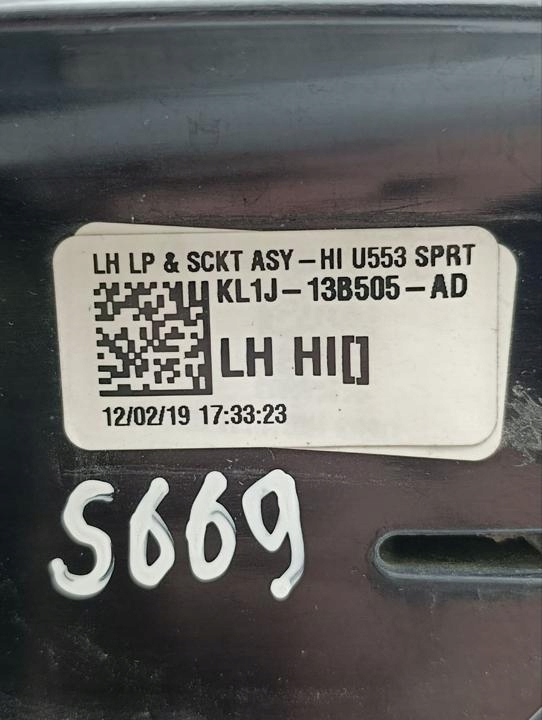 LH LP & SCKT ASY-HI U553 SPRT
KL1J-13B505-AD
LH HI[]
12/02/19 17:33:23
S669